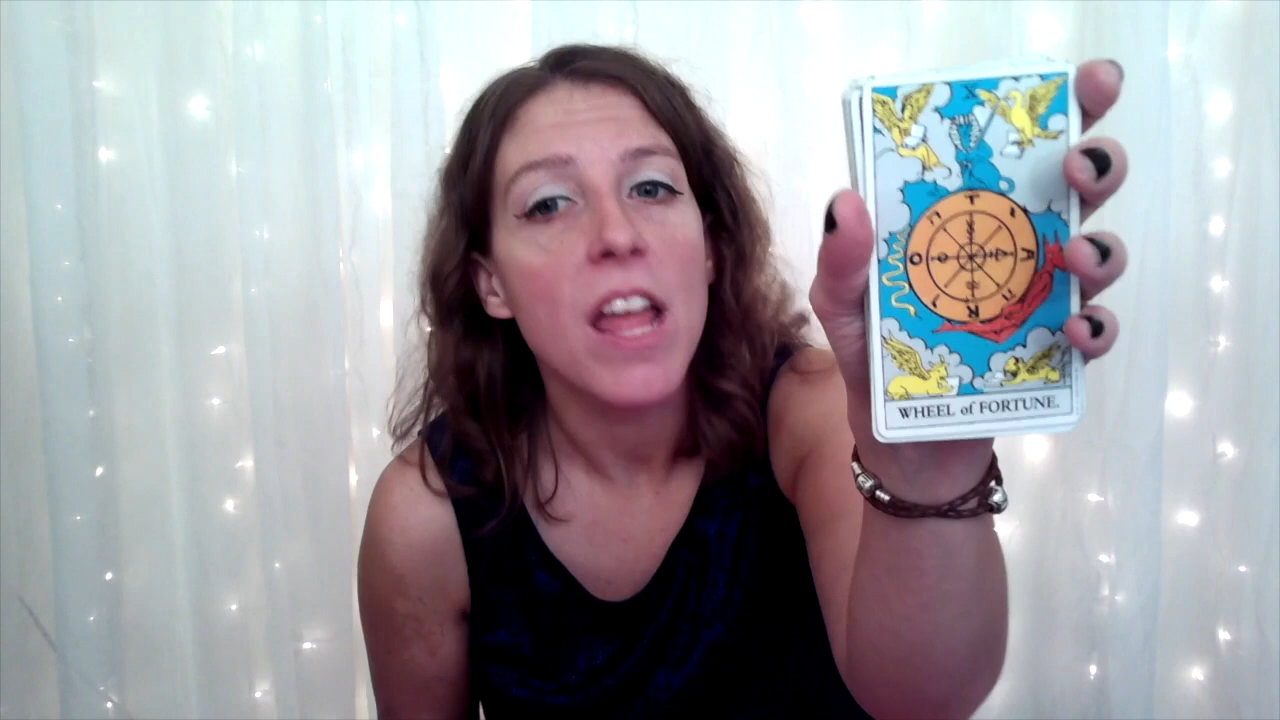 X
ה T י
O A
ו R ה
WHEEL of FORTUNE.